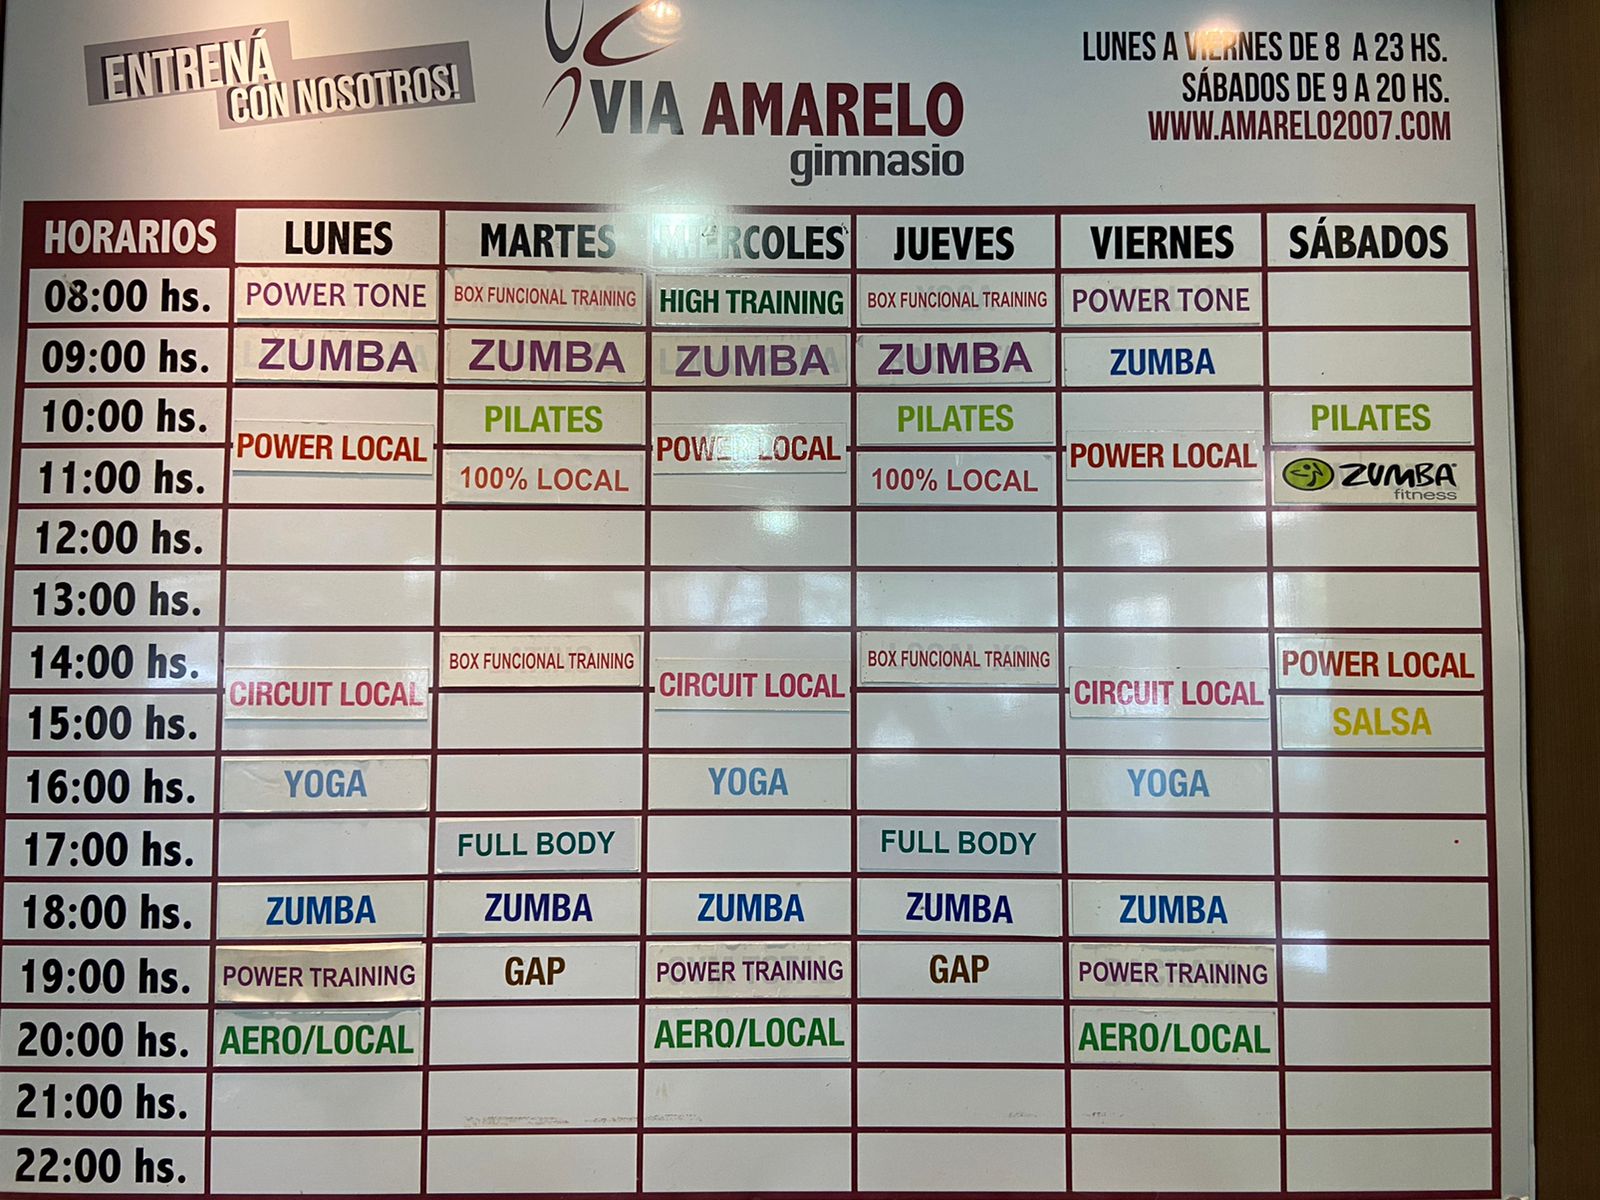 ENTRENÁ
CON NOSOTROS!
VIA AMARELO
gimnasio
LUNES A VIERNES DE 8 A 23 HS.
SÁBADOS DE 9 A 20 HS.
WWW.AMARELO2007.COM
HORARIOS LUNES MARTES MIÉRCOLES JUEVES VIERNES SÁBADOS
08:00 hs. POWER TONE BOX FUNCIONAL TRAINING HIGH TRAINING BOX FUNCIONAL TRAINING POWER TONE
09:00 hs. ZUMBA ZUMBA ZUMBA ZUMBA ZUMBA
10:00 hs. PILATES PILATES PILATES
POWER LOCAL POWER LOCAL POWER LOCAL
11:00 hs. 100% LOCAL 100% LOCAL ZUMBA fitness
12:00 hs.
13:00 hs.
14:00 hs. BOX FUNCIONAL TRAINING BOX FUNCIONAL TRAINING POWER LOCAL
CIRCUIT LOCAL CIRCUIT LOCAL CIRCUIT LOCAL
15:00 hs. SALSA
16:00 hs. YOGA YOGA YOGA
17:00 hs. FULL BODY FULL BODY
18:00 hs. ZUMBA ZUMBA ZUMBA ZUMBA ZUMBA
19:00 hs. POWER TRAINING GAP POWER TRAINING GAP POWER TRAINING
20:00 hs. AERO/LOCAL AERO/LOCAL AERO/LOCAL
21:00 hs.
22:00 hs.